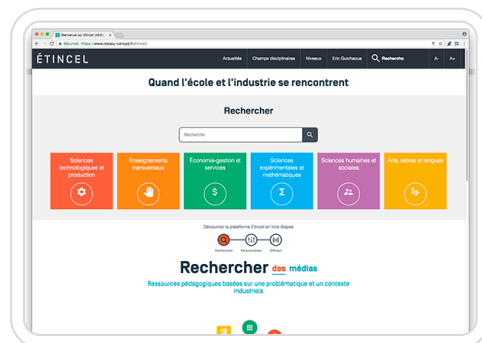 Bienvenue sur Étincel
Sécurisé https://www.reseau-canope.fr/etincel/
ÉTINCEL
Actualités
Champs disciplinaires
Niveaux
Eric Guichaoua
Recherche
A-
A+
Quand l'école et l'industrie se rencontrent
Rechercher
Recherche
Sciences
technologiques et
production
Enseignements
transversaux
Économie-gestion et
services
Sciences
expérimentales et
mathématiques
Sciences humaines et
sociales
Arts, lettres et langues
Découvrez la plateforme Étincel en trois étapes
Rechercher
Personnaliser
Diffuser
Rechercher des médias
Ressources pédagogiques basées sur une problématique et un contexte
industriels